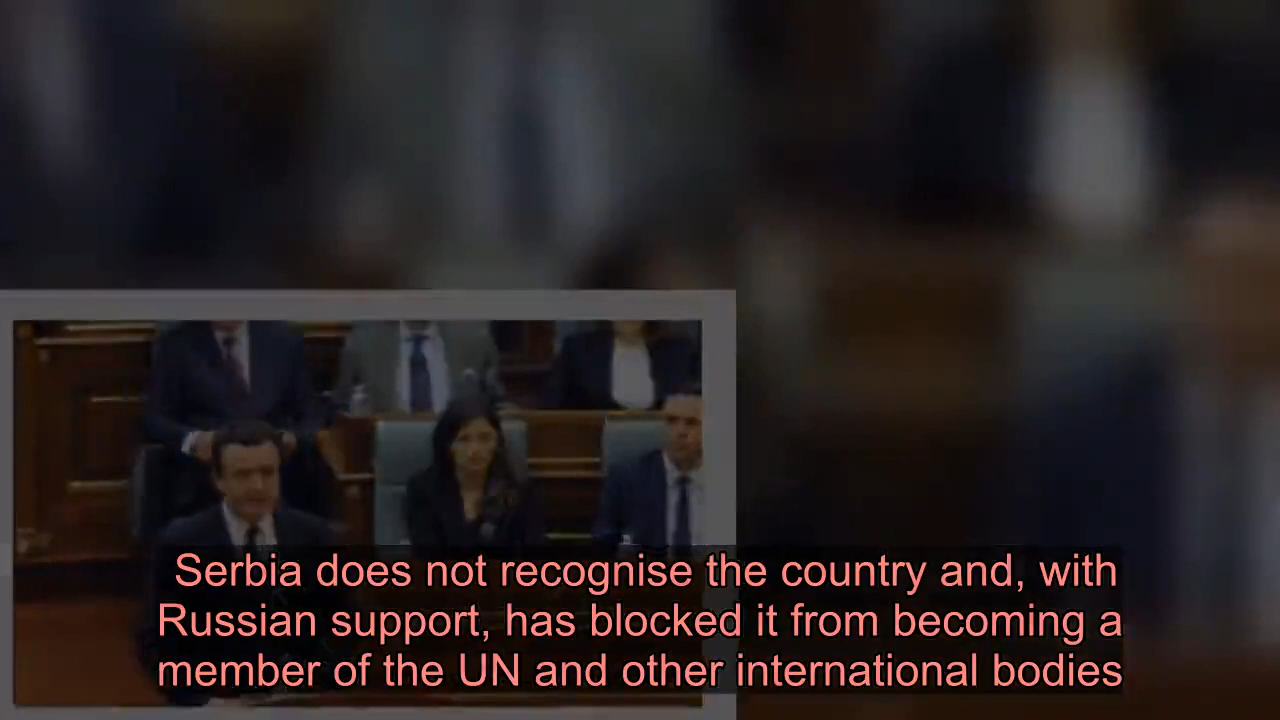 Serbia does not recognise the country and, with
Russian support, has blocked it from becoming a
member of the UN and other international bodies